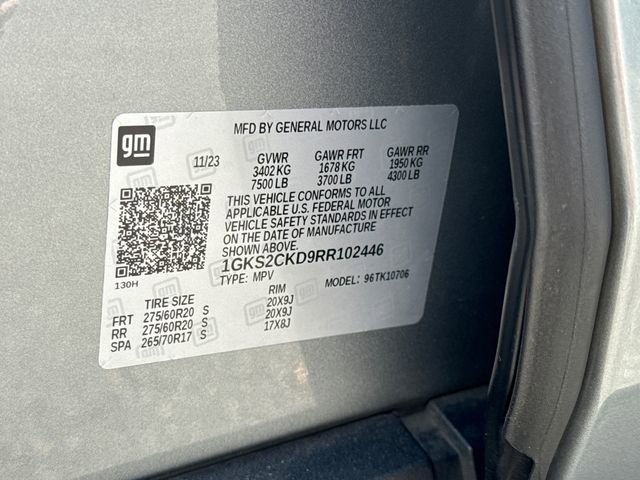 gm
MFD BY GENERAL MOTORS LLC
11/23 GVWR GAWR FRT GAWR RR
3402 KG 1678 KG 1950 KG
7500 LB 3700 LB 4300 LB
THIS VEHICLE CONFORMS TO ALL
APPLICABLE U.S. FEDERAL MOTOR
VEHICLE SAFETY STANDARDS IN EFFECT
ON THE DATE OF MANUFACTURE
SHOWN ABOVE.
1GKS2CKD9RR102446
130H TYPE: MPV MODEL: 96TK10706
TIRE SIZE RIM
FRT 275/60R20 S 20X9J
RR 275/60R20 S 20X9J
SPA 265/70R17 S 17X8J